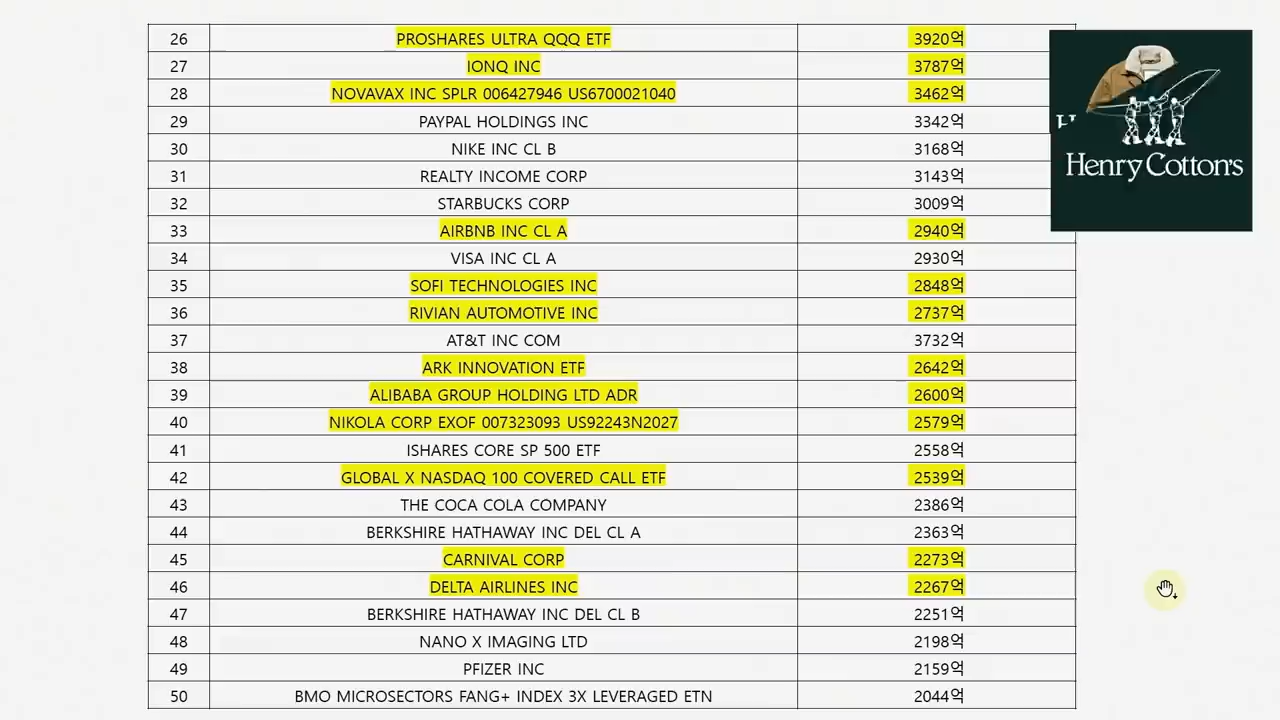 26 PROSHARES ULTRA QQQ ETF 3920억
27 IONQ INC 3787억
28 NOVAVAX INC SPLR 006427946 US6700021040 3462억
29 PAYPAL HOLDINGS INC 3342억
30 NIKE INC CL B 3168억
31 REALTY INCOME CORP 3143억
32 STARBUCKS CORP 3009억
33 AIRBNB INC CL A 2940억
34 VISA INC CL A 2930억
35 SOFI TECHNOLOGIES INC 2848억
36 RIVIAN AUTOMOTIVE INC 2737억
37 AT&T INC COM 3732억
38 ARK INNOVATION ETF 2642억
39 ALIBABA GROUP HOLDING LTD ADR 2600억
40 NIKOLA CORP EXOF 007323093 US92243N2027 2579억
41 ISHARES CORE SP 500 ETF 2558억
42 GLOBAL X NASDAQ 100 COVERED CALL ETF 2539억
43 THE COCA COLA COMPANY 2386억
44 BERKSHIRE HATHAWAY INC DEL CL A 2363억
45 CARNIVAL CORP 2273억
46 DELTA AIRLINES INC 2267억
47 BERKSHIRE HATHAWAY INC DEL CL B 2251억
48 NANO X IMAGING LTD 2198억
49 PFIZER INC 2159억
50 BMO MICROSECTORS FANG+ INDEX 3X LEVERAGED ETN 2044억
Henry Cotton's